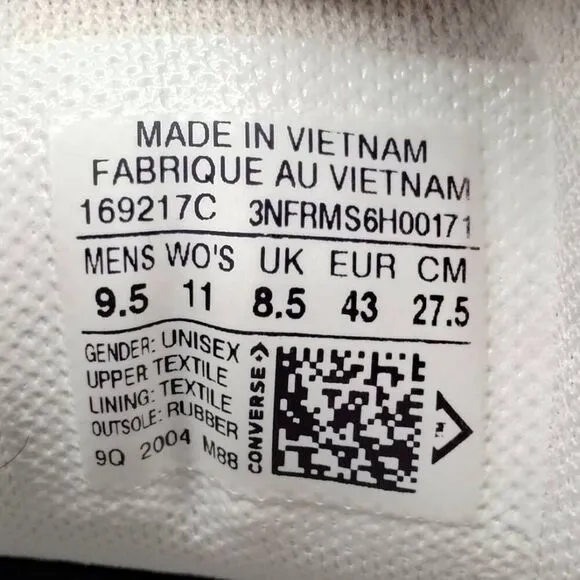 MADE IN VIETNAM
FABRIQUE AU VIETNAM
169217C 3NFRMS6H00171
MENS WO'S UK EUR CM
9.5 11 8.5 43 27.5
GENDER: UNISEX
UPPER TEXTILE
LINING: TEXTILE
OUTSOLE: RUBBER
9Q 2004 M88
CONVERSE